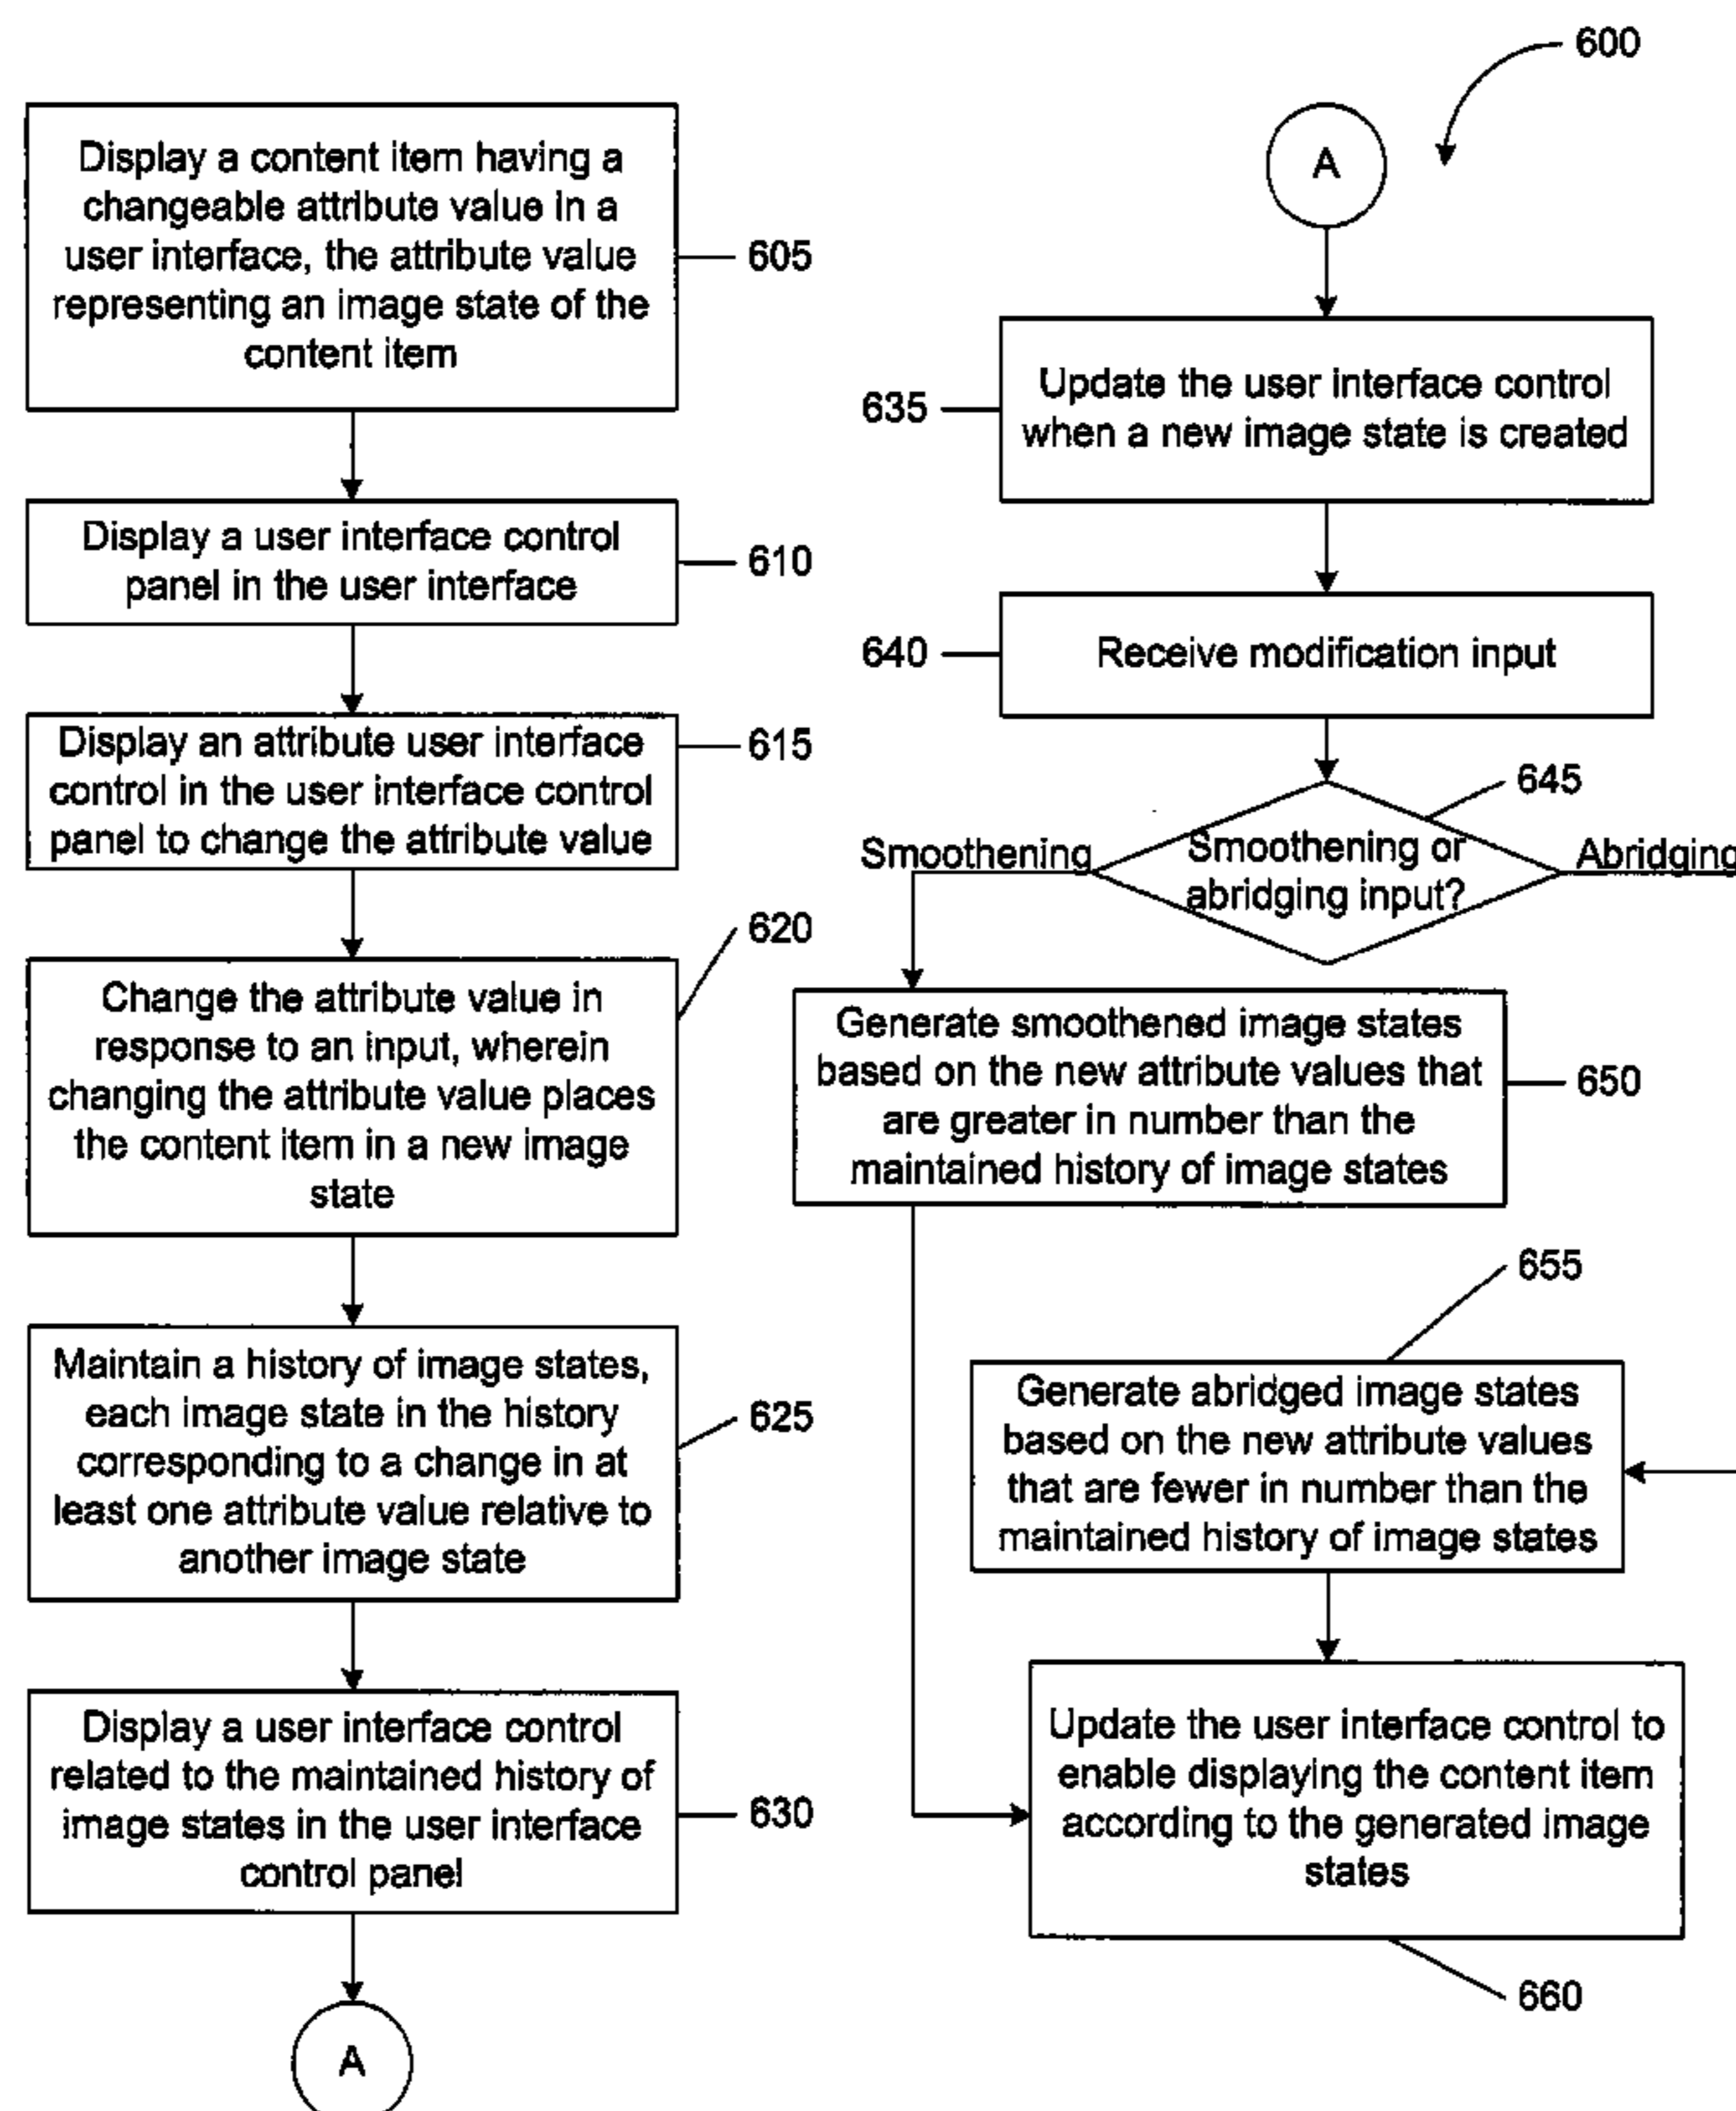 Display a content item having a
changeable attribute value in a
user interface, the attribute value
representing an image state of the
content item
605
Display a user interface control
panel in the user interface
610
Display an attribute user interface
control in the user interface control
panel to change the attribute value
615
Change the attribute value in
response to an input, wherein
changing the attribute value places
the content item in a new image
state
620
Maintain a history of image states,
each image state in the history
corresponding to a change in at
least one attribute value relative to
another image state
625
Display a user interface control
related to the maintained history of
image states in the user interface
control panel
630
A
600
A
635
Update the user interface control
when a new image state is created
640
Receive modification input
645
Smoothening
Smoothening or
abridging input?
Abridging
Generate smoothened image states
based on the new attribute values that
are greater in number than the
maintained history of image states
650
655
Generate abridged image states
based on the new attribute values
that are fewer in number than the
maintained history of image states
Update the user interface control to
enable displaying the content item
according to the generated image
states
660